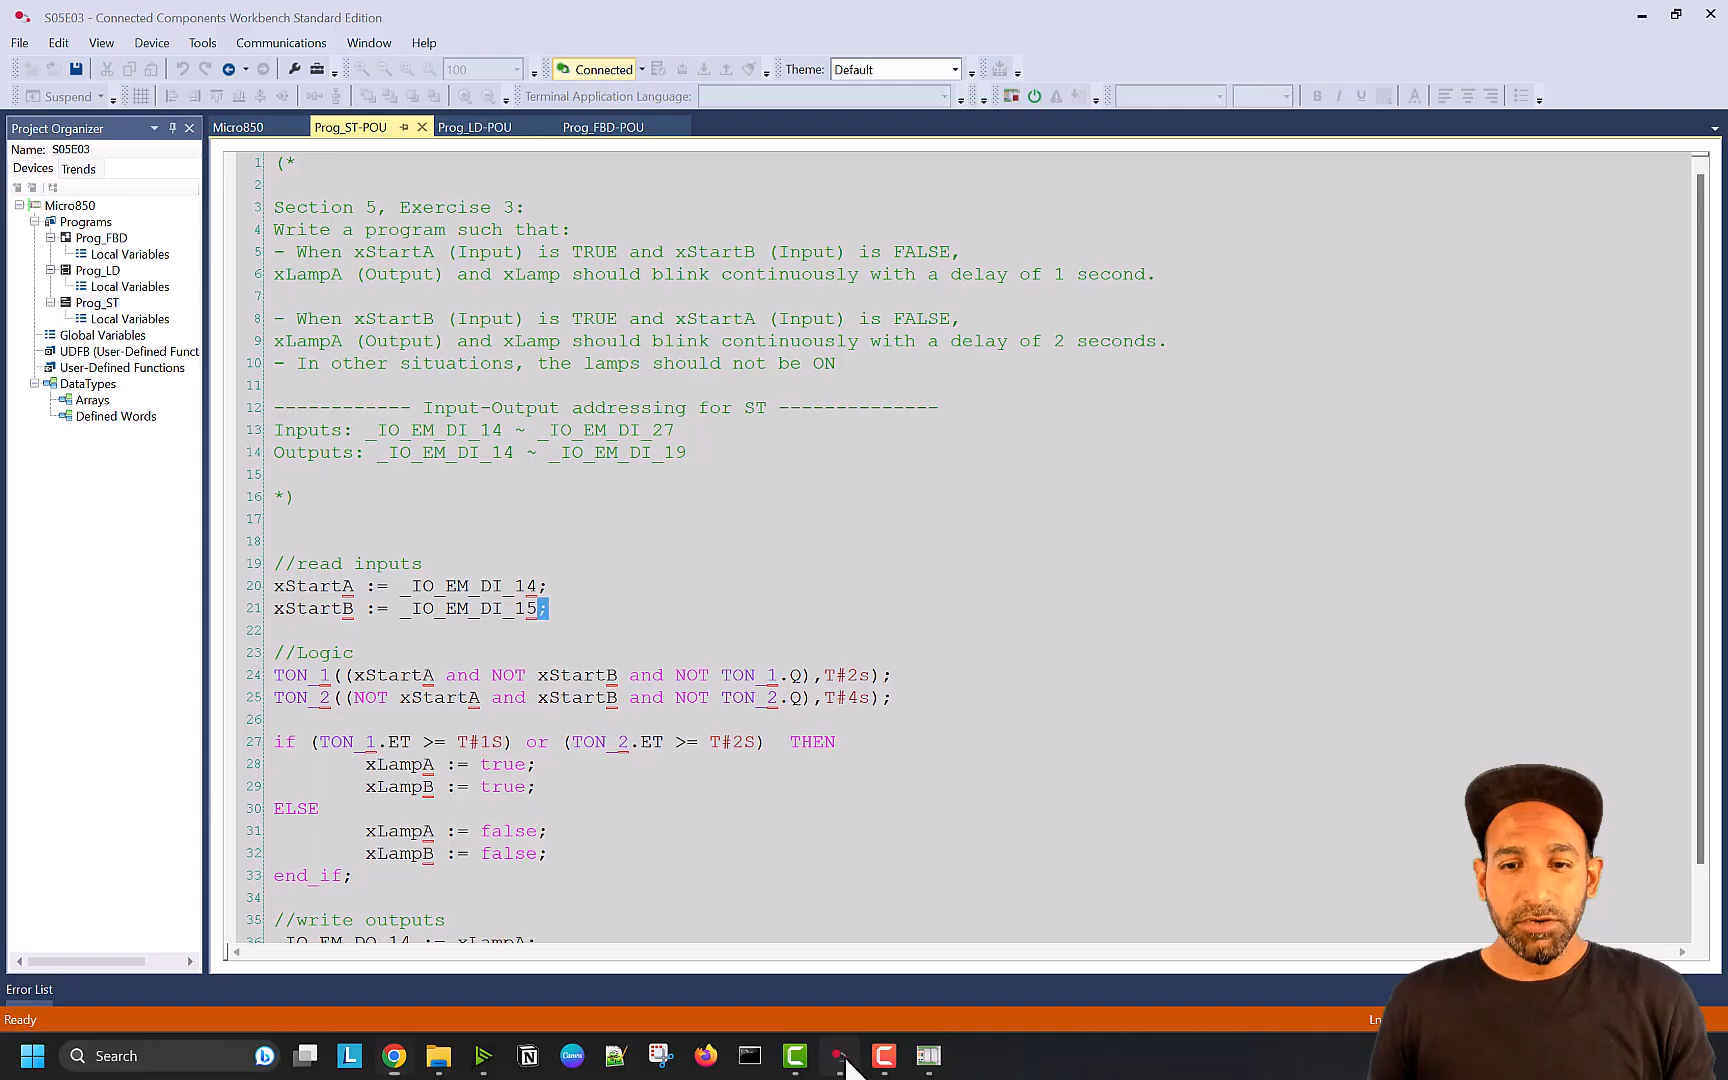 S05E03 - Connected Components Workbench Standard Edition
File Edit View Device Tools Communications Window Help
100 Connected Theme: Default
Suspend Terminal Application Language: B I U A
Project Organizer
Name: S05E03
Devices Trends
Micro850
Programs
Prog_FBD
Local Variables
Prog_LD
Local Variables
Prog_ST
Local Variables
Global Variables
UDFB (User-Defined Funct
User-Defined Functions
DataTypes
Arrays
Defined Words
Micro850 Prog_ST-POU Prog_LD-POU Prog_FBD-POU
1 (*
2
3 Section 5, Exercise 3:
4 Write a program such that:
5 - When xStartA (Input) is TRUE and xStartB (Input) is FALSE,
6 xLampA (Output) and xLamp should blink continuously with a delay of 1 second.
7
8 - When xStartB (Input) is TRUE and xStartA (Input) is FALSE,
9 xLampA (Output) and xLamp should blink continuously with a delay of 2 seconds.
10 - In other situations, the lamps should not be ON
11
12 ------------ Input-Output addressing for ST --------------
13 Inputs: _IO_EM_DI_14 ~ _IO_EM_DI_27
14 Outputs: _IO_EM_DI_14 ~ _IO_EM_DI_19
15
16 *)
17
18
19 //read inputs
20 xStartA := _IO_EM_DI_14;
21 xStartB := _IO_EM_DI_15;
22
23 //Logic
24 TON_1((xStartA and NOT xStartB and NOT TON_1.Q),T#2s);
25 TON_2((NOT xStartA and xStartB and NOT TON_2.Q),T#4s);
26
27 if (TON_1.ET >= T#1S) or (TON_2.ET >= T#2S) THEN
28 xLampA := true;
29 xLampB := true;
30 ELSE
31 xLampA := false;
32 xLampB := false;
33 end_if;
34
35 //write outputs
36 _IO_EM_DO_14 := xLampA;
Error List
Ready
Ln
Search
L
N
Canva